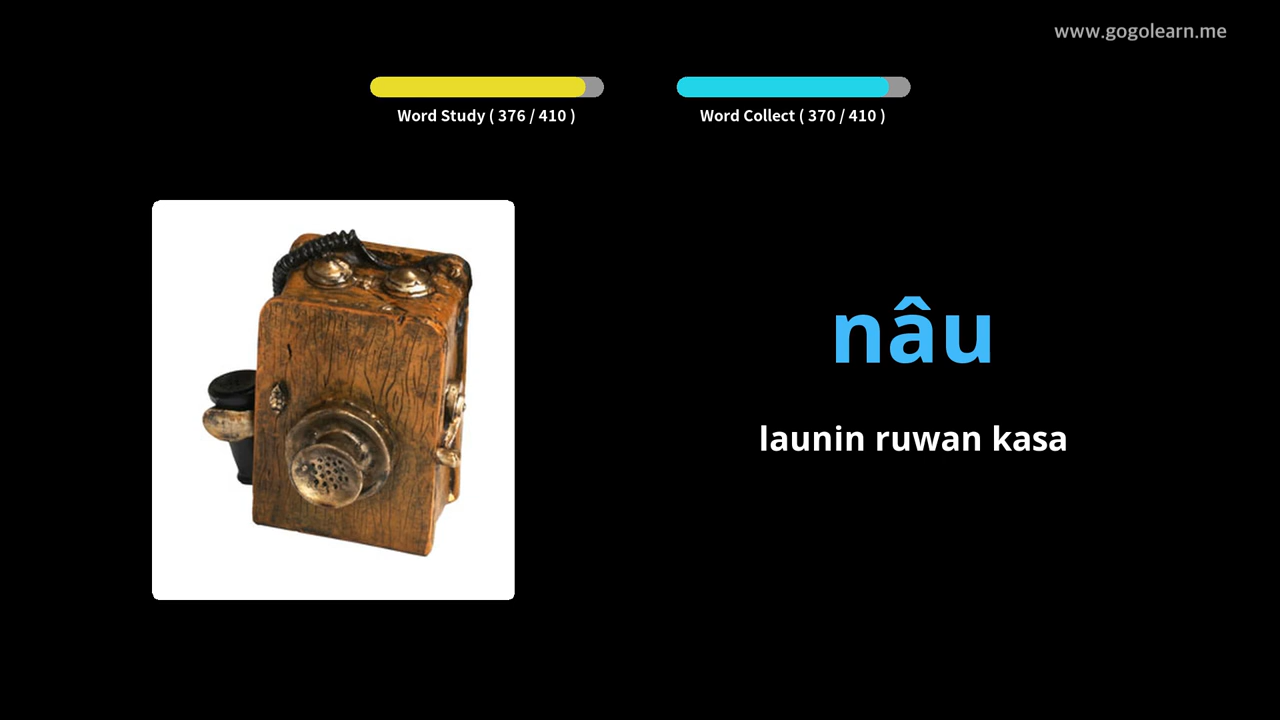 www.gogolearn.me
Word Study ( 376 / 410 )
Word Collect ( 370 / 410 )
nâu
launin ruwan kasa